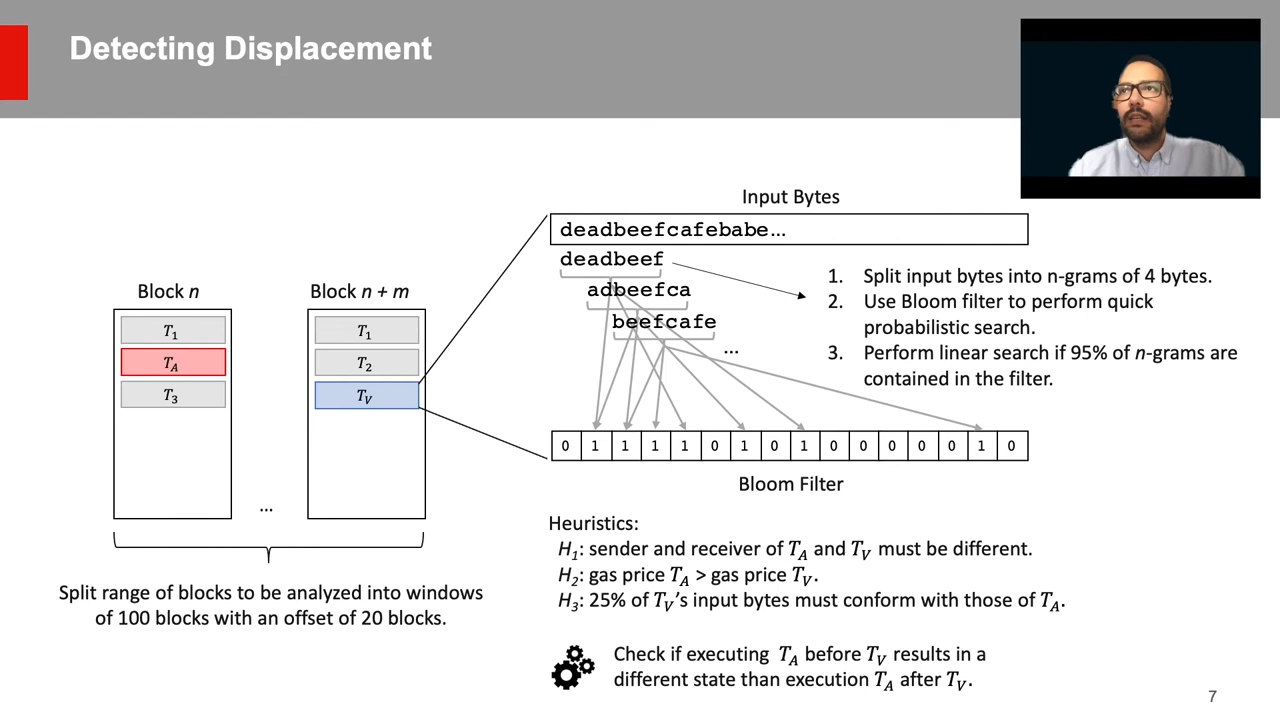 Detecting Displacement
Input Bytes
deadbeefcafebabe...
deadbeef
adbeefca
beefcafe
...
1. Split input bytes into n-grams of 4 bytes.
2. Use Bloom filter to perform quick
probabilistic search.
3. Perform linear search if 95% of n-grams are
contained in the filter.
Block n
T1
TA
T3
...
Block n + m
T1
T2
TV
0 1 1 1 1 0 1 0 1 0 0 0 0 0 1 0
Bloom Filter
Split range of blocks to be analyzed into windows
of 100 blocks with an offset of 20 blocks.
Heuristics:
H1: sender and receiver of TA and TV must be different.
H2: gas price TA > gas price TV.
H3: 25% of TV's input bytes must conform with those of TA.
Check if executing TA before TV results in a
different state than execution TA after TV.
7